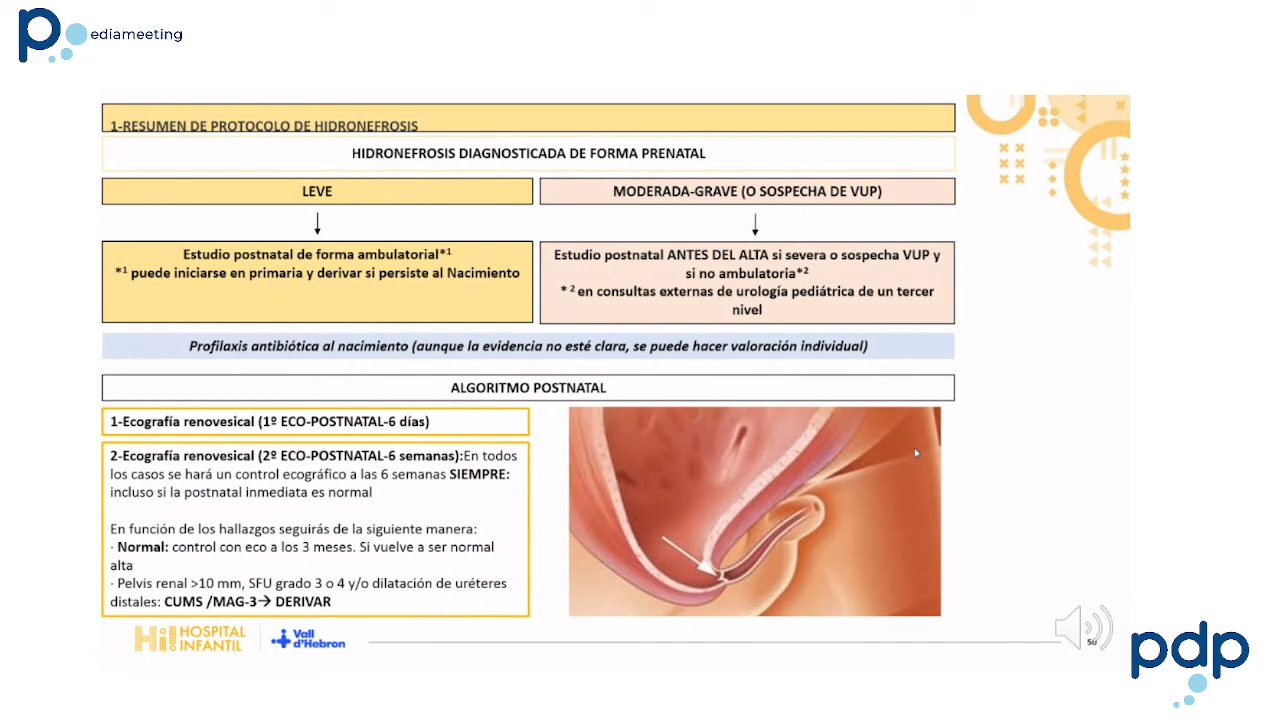 ediameeting
1-RESUMEN DE PROTOCOLO DE HIDRONEFROSIS
HIDRONEFROSIS DIAGNOSTICADA DE FORMA PRENATAL
LEVE
MODERADA-GRAVE (O SOSPECHA DE VUP)
Estudio postnatal de forma ambulatorial*1
*1 puede iniciarse en primaria y derivar si persiste al Nacimiento
Estudio postnatal ANTES DEL ALTA si severa o sospecha VUP y
si no ambulatoria*2
* 2 en consultas externas de urología pediátrica de un tercer
nivel
Profilaxis antibiótica al nacimiento (aunque la evidencia no esté clara, se puede hacer valoración individual)
ALGORITMO POSTNATAL
1-Ecografía renovesical (1º ECO-POSTNATAL-6 días)
2-Ecografía renovesical (2º ECO-POSTNATAL-6 semanas):En todos
los casos se hará un control ecográfico a las 6 semanas SIEMPRE:
incluso si la postnatal inmediata es normal
En función de los hallazgos seguirás de la siguiente manera:
· Normal: control con eco a los 3 meses. Si vuelve a ser normal
alta
· Pelvis renal >10 mm, SFU grado 3 o 4 y/o dilatación de uréteres
distales: CUMS /MAG-3→ DERIVAR
Hi! HOSPITAL
INFANTIL
Vall
d'Hebron
50
pdp